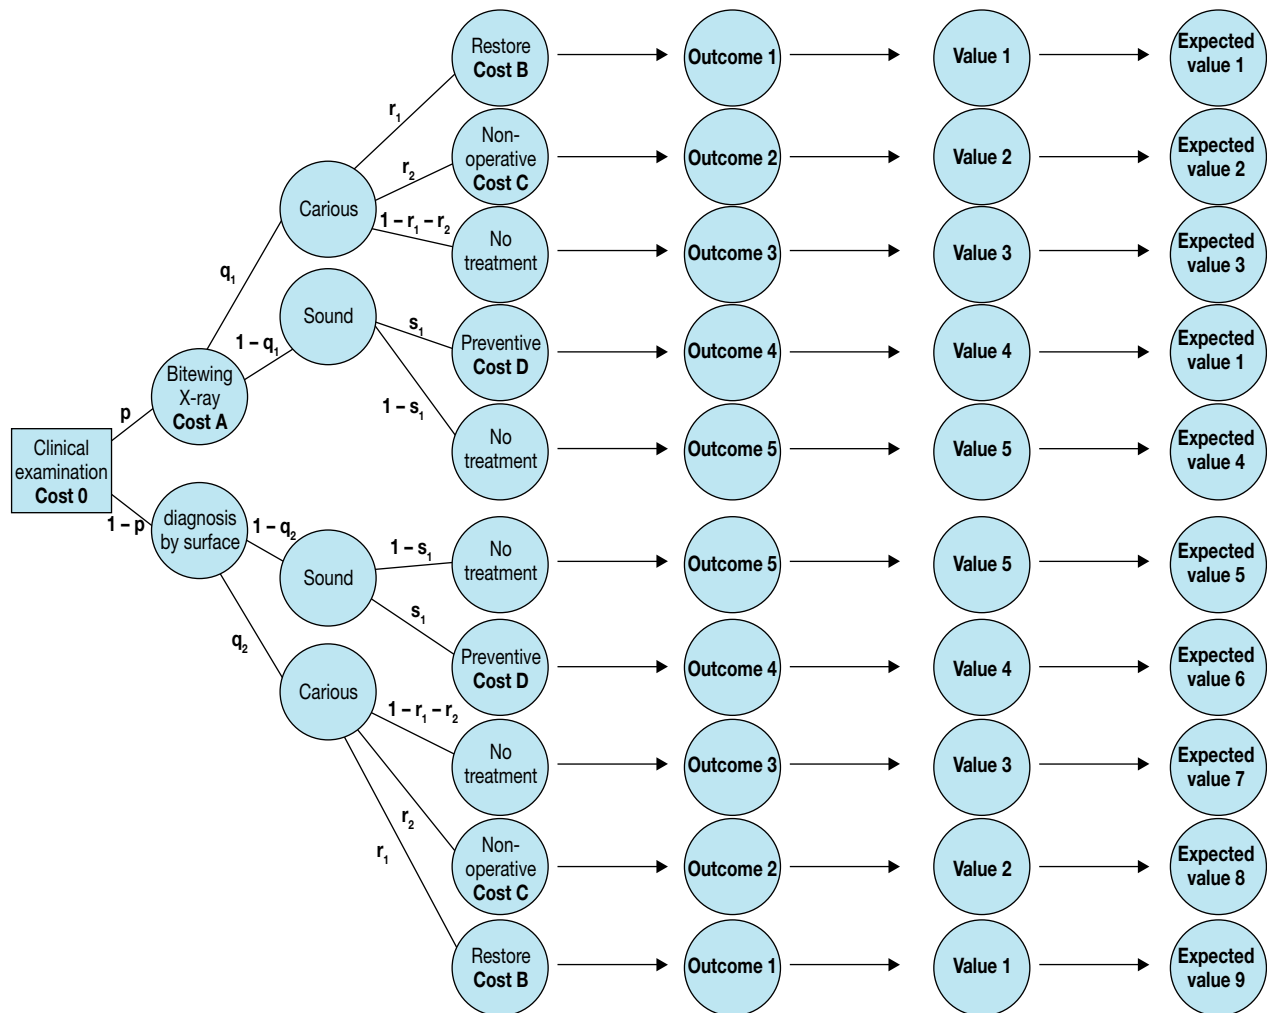 Restore
Cost B
Outcome 1
Value 1
Expected
value 1
r₁
Non-
operative
Cost C
Outcome 2
Value 2
Expected
value 2
r₂
Carious
1 – r₁ – r₂
No
treatment
Outcome 3
Value 3
Expected
value 3
q₁
Sound
s₁
Preventive
Cost D
Outcome 4
Value 4
Expected
value 1
1 – q₁
Bitewing
X-ray
Cost A
1 – s₁
No
treatment
Outcome 5
Value 5
Expected
value 4
p
Clinical
examination
Cost 0
1 – p
diagnosis
by surface
1 – q₂
Sound
1 – s₁
No
treatment
Outcome 5
Value 5
Expected
value 5
s₁
Preventive
Cost D
Outcome 4
Value 4
Expected
value 6
q₂
Carious
1 – r₁ – r₂
No
treatment
Outcome 3
Value 3
Expected
value 7
r₂
Non-
operative
Cost C
Outcome 2
Value 2
Expected
value 8
r₁
Restore
Cost B
Outcome 1
Value 1
Expected
value 9